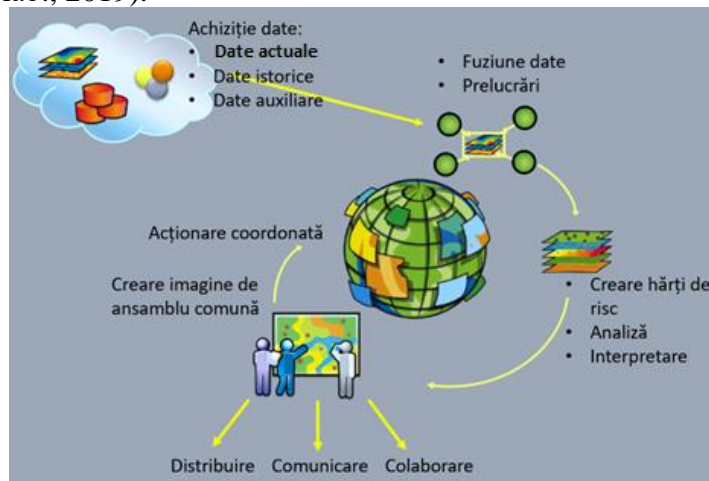 2019).
Achiziție date:
• Date actuale
• Date istorice
• Date auxiliare
• Fuziune date
• Prelucrări
Acționare coordonată
Creare imagine de
ansamblu comună
• Creare hărți de
risc
• Analiză
• Interpretare
Distribuire Comunicare Colaborare